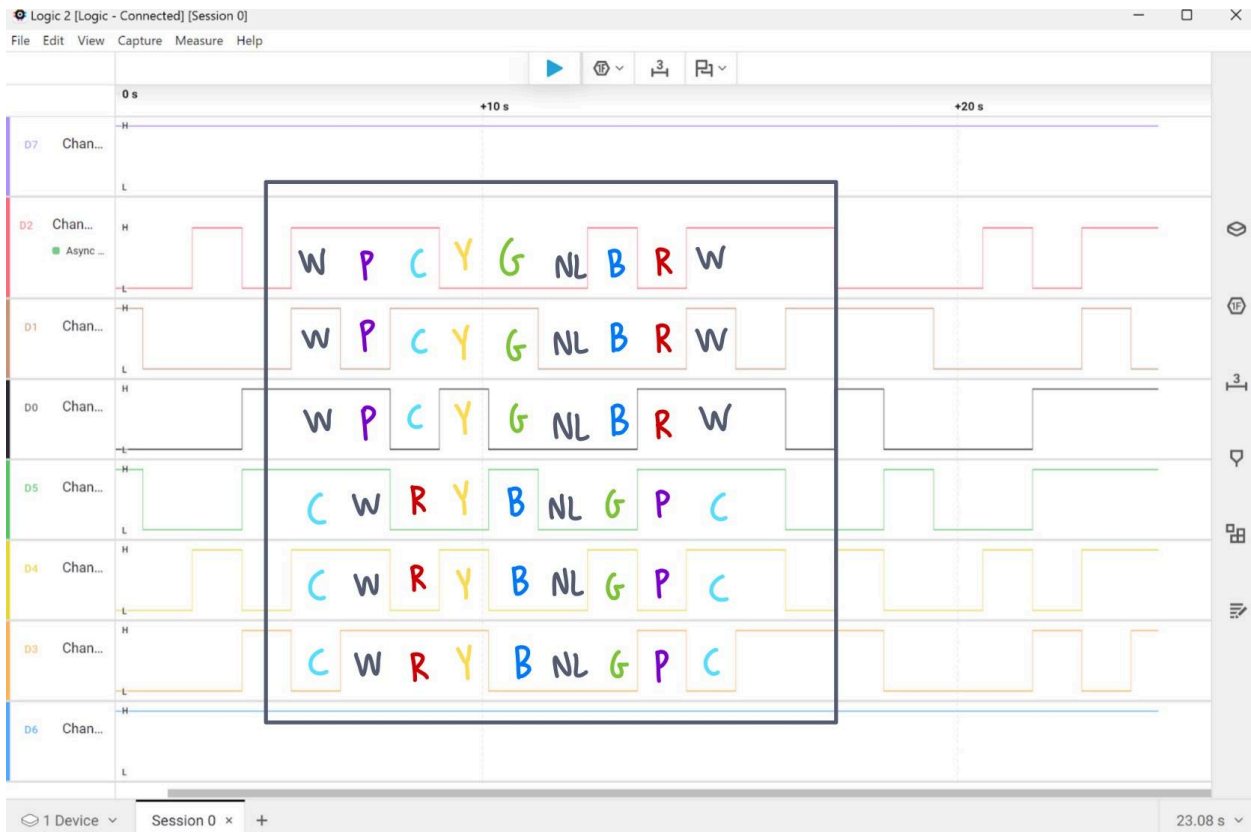 Logic 2 [Logic - Connected] [Session 0]
File Edit View Capture Measure Help
0 s +10 s +20 s
D7 Chan... H
L
D2 Chan... H
Async ...
L
W P C Y G NL B R W
D1 Chan... H
L
W P C Y G NL B R W
D0 Chan... H
L
W P C Y G NL B R W
D5 Chan... H
L
C W R Y B NL G P C
D4 Chan... H
L
C W R Y B NL G P C
D3 Chan... H
L
C W R Y B NL G P C
D6 Chan... H
L
1 Device Session 0 × + 23.08 s